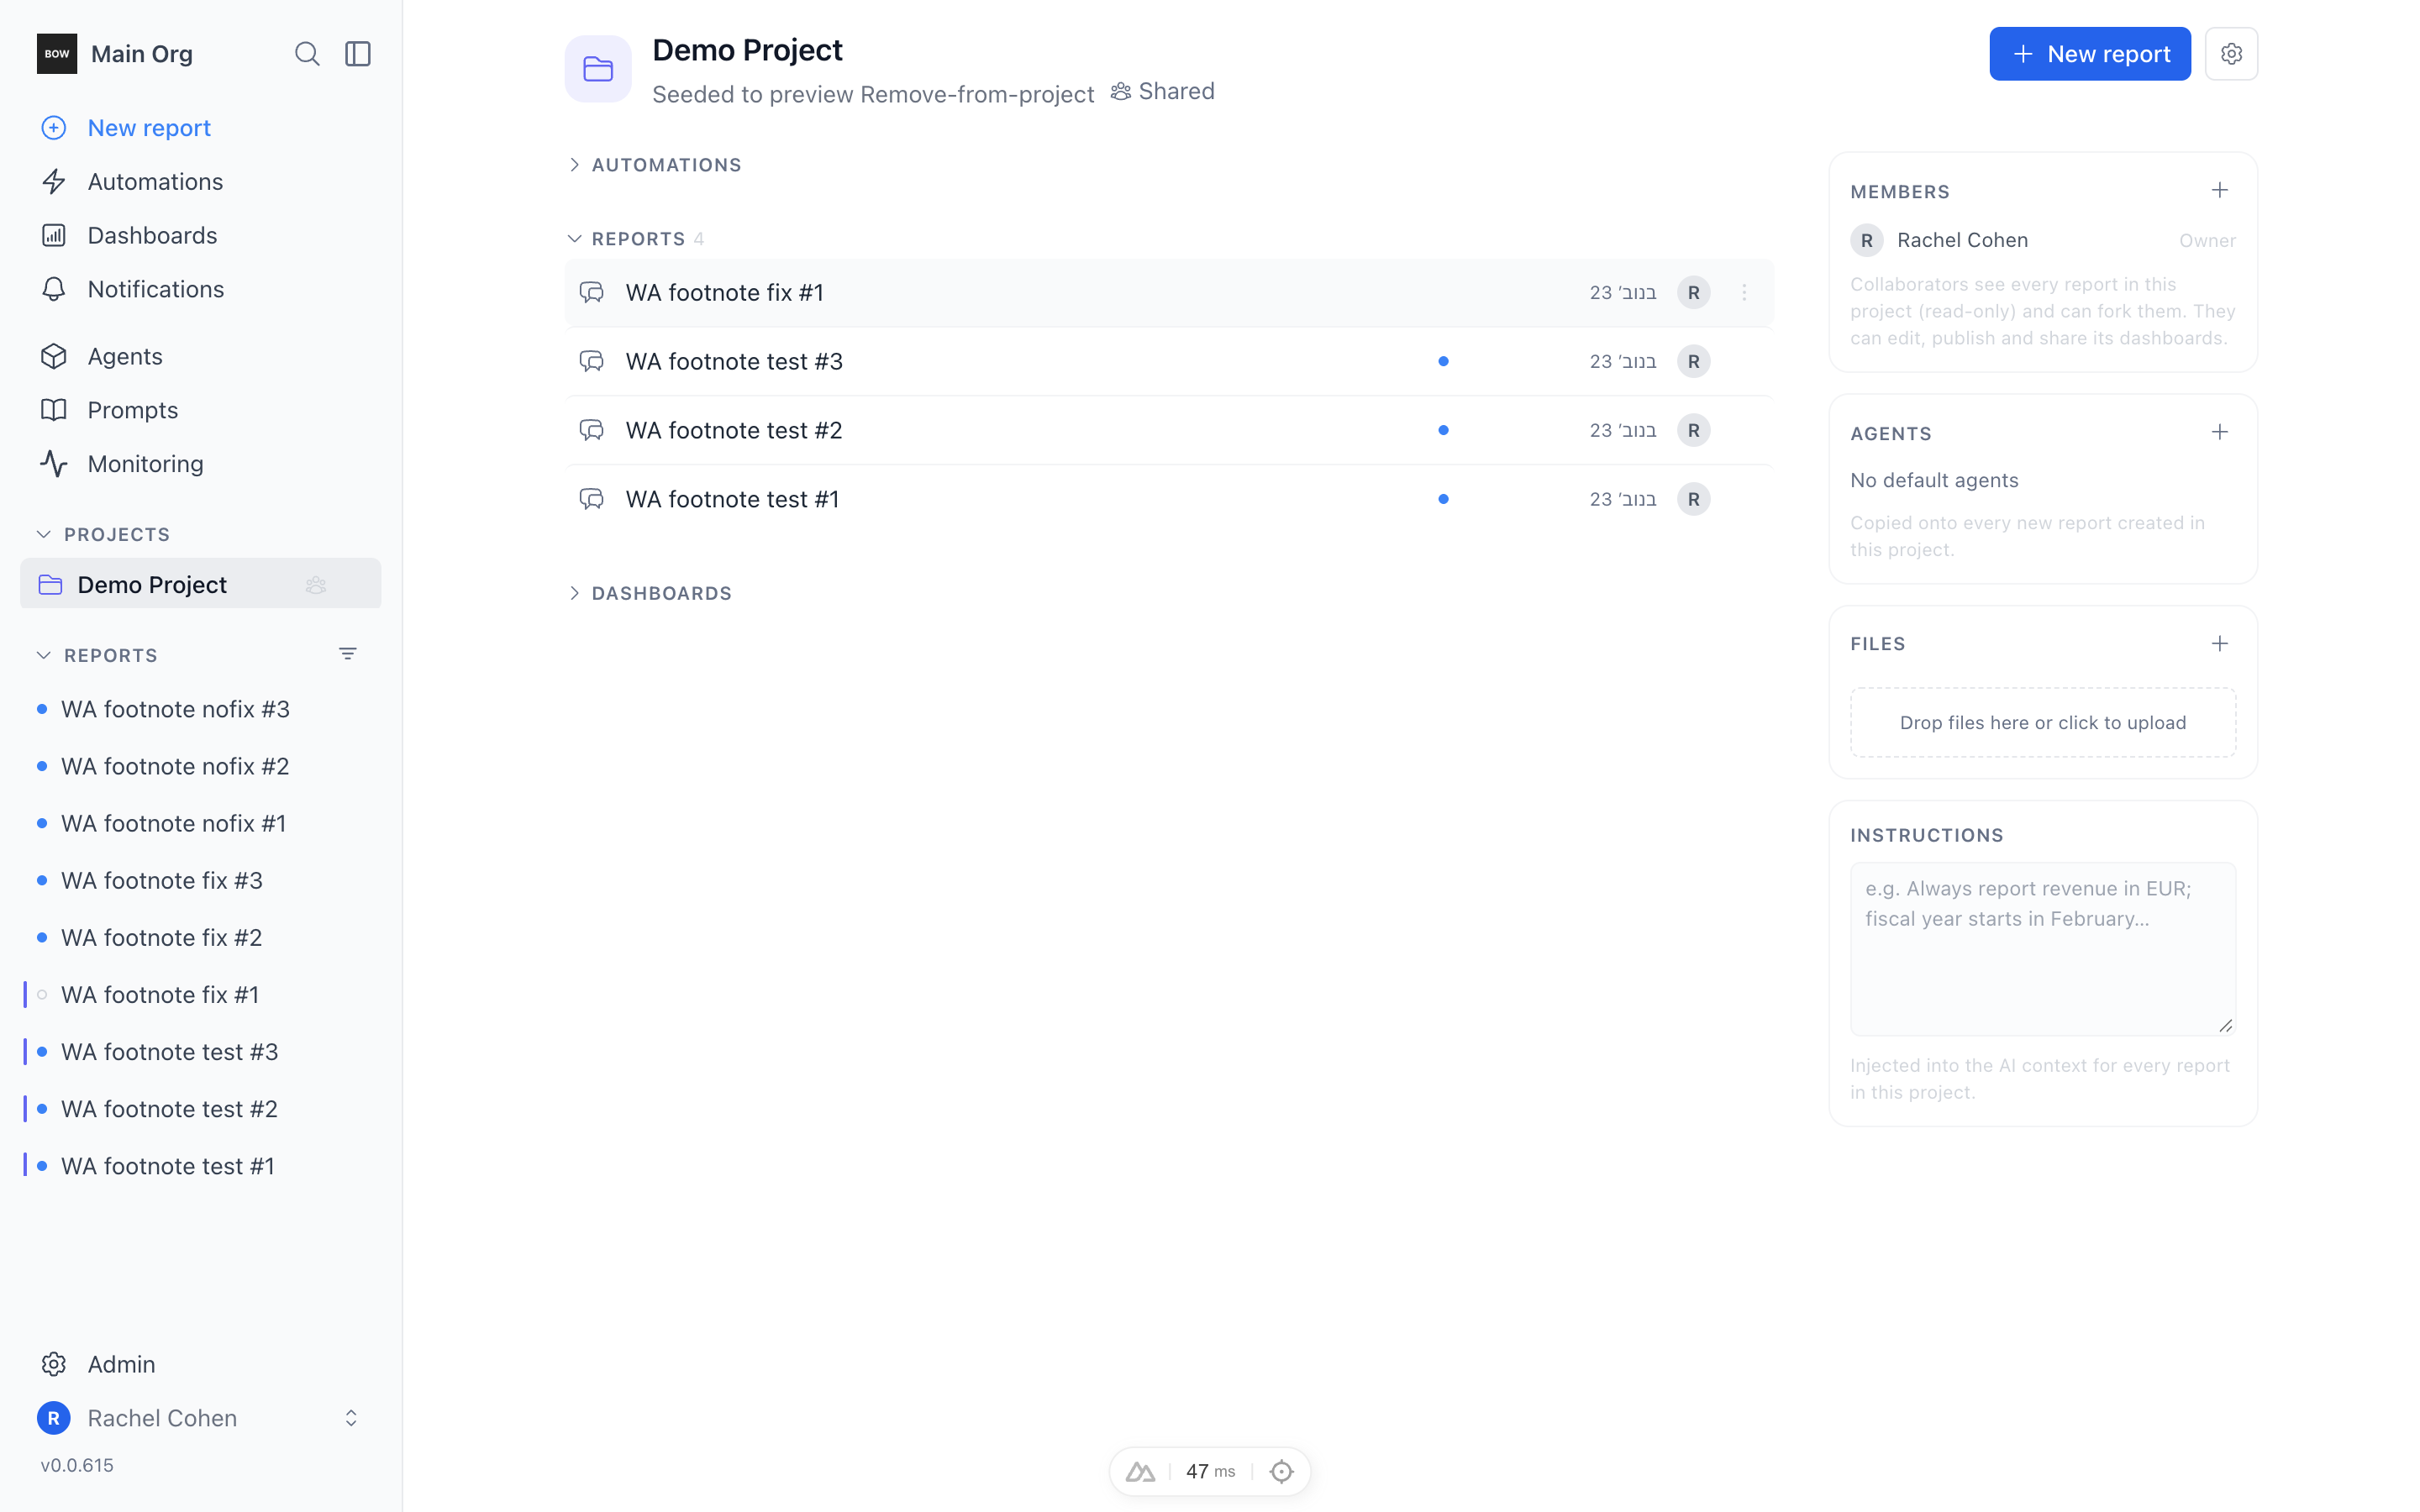 BOW Main Org
New report
Automations
Dashboards
Notifications
Agents
Prompts
Monitoring
PROJECTS
Demo Project
REPORTS
WA footnote nofix #3
WA footnote nofix #2
WA footnote nofix #1
WA footnote fix #3
WA footnote fix #2
WA footnote fix #1
WA footnote test #3
WA footnote test #2
WA footnote test #1
Admin
R Rachel Cohen
v0.0.615
Demo Project
Seeded to preview Remove-from-project Shared
New report
AUTOMATIONS
REPORTS 4
WA footnote fix #1 23 בנוב׳ R
WA footnote test #3 23 בנוב׳ R
WA footnote test #2 23 בנוב׳ R
WA footnote test #1 23 בנוב׳ R
DASHBOARDS
MEMBERS
R Rachel Cohen Owner
Collaborators see every report in this
project (read-only) and can fork them. They
can edit, publish and share its dashboards.
AGENTS
No default agents
Copied onto every new report created in
this project.
FILES
Drop files here or click to upload
INSTRUCTIONS
e.g. Always report revenue in EUR;
fiscal year starts in February...
Injected into the AI context for every report
in this project.
47 ms